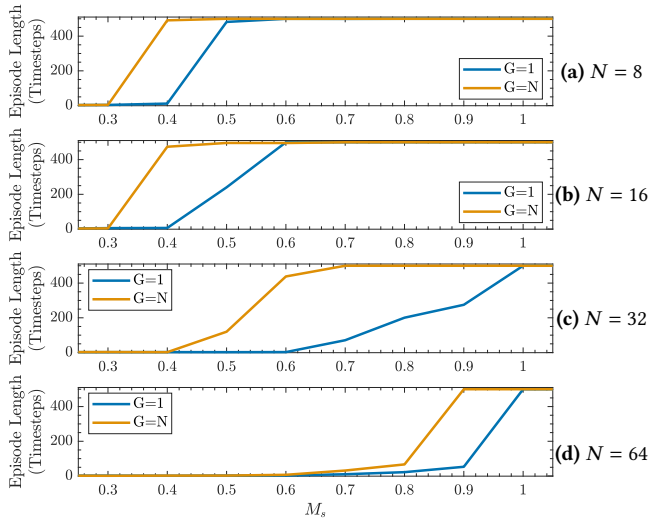 Episode Length
(Timesteps)
400
200
0
G=1
G=N
0.3 0.4 0.5 0.6 0.7 0.8 0.9 1
(a) N = 8
Episode Length
(Timesteps)
400
200
0
G=1
G=N
0.3 0.4 0.5 0.6 0.7 0.8 0.9 1
(b) N = 16
Episode Length
(Timesteps)
400
200
0
G=1
G=N
0.3 0.4 0.5 0.6 0.7 0.8 0.9 1
(c) N = 32
Episode Length
(Timesteps)
400
200
0
G=1
G=N
0.3 0.4 0.5 0.6 0.7 0.8 0.9 1
(d) N = 64
M_s